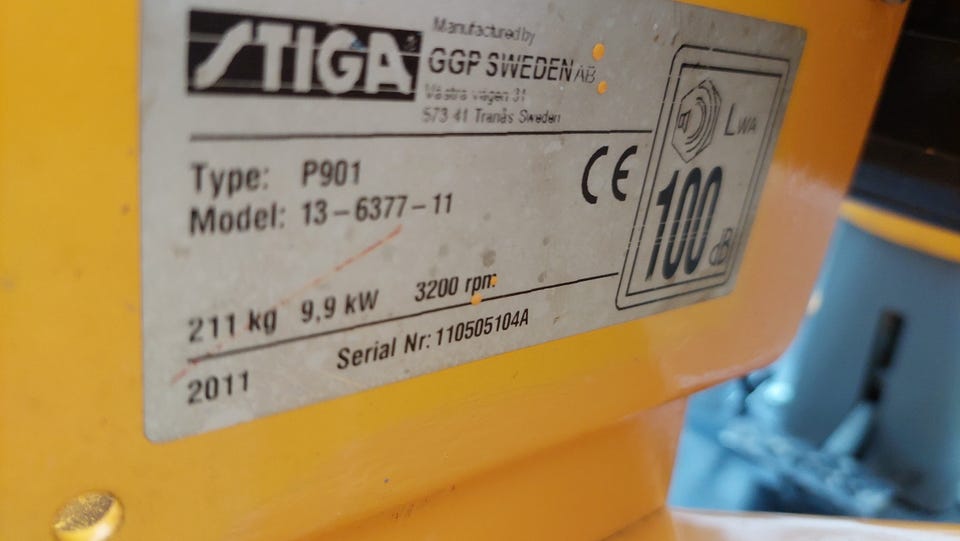 STIGA
Manufactured by
GGP SWEDEN AB
Västra vägen 31
573 41 Tranås Sweden
Type: P901
Model: 13-6377-11
CE
LWA
100 dB
211 kg 9,9 kW 3200 rpm
2011 Serial Nr: 110505104A